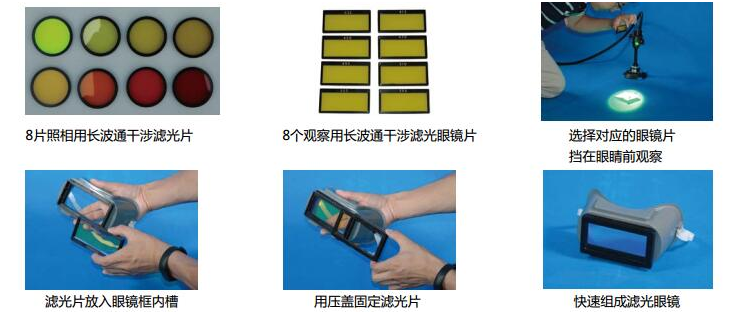 8片照相用长波通干涉滤光片
8个观察用长波通干涉滤光眼镜片
选择对应的眼镜片
挡在眼睛前观察
滤光片放入眼镜框内槽
用压盖固定滤光片
快速组成滤光眼镜